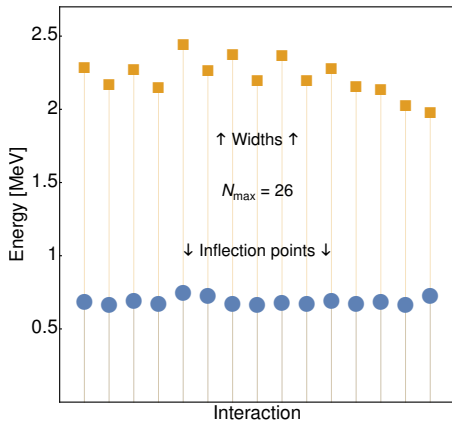 2.5
2
1.5
1
0.5
Energy [MeV]
↑ Widths ↑
N_max = 26
↓ Inflection points ↓
Interaction